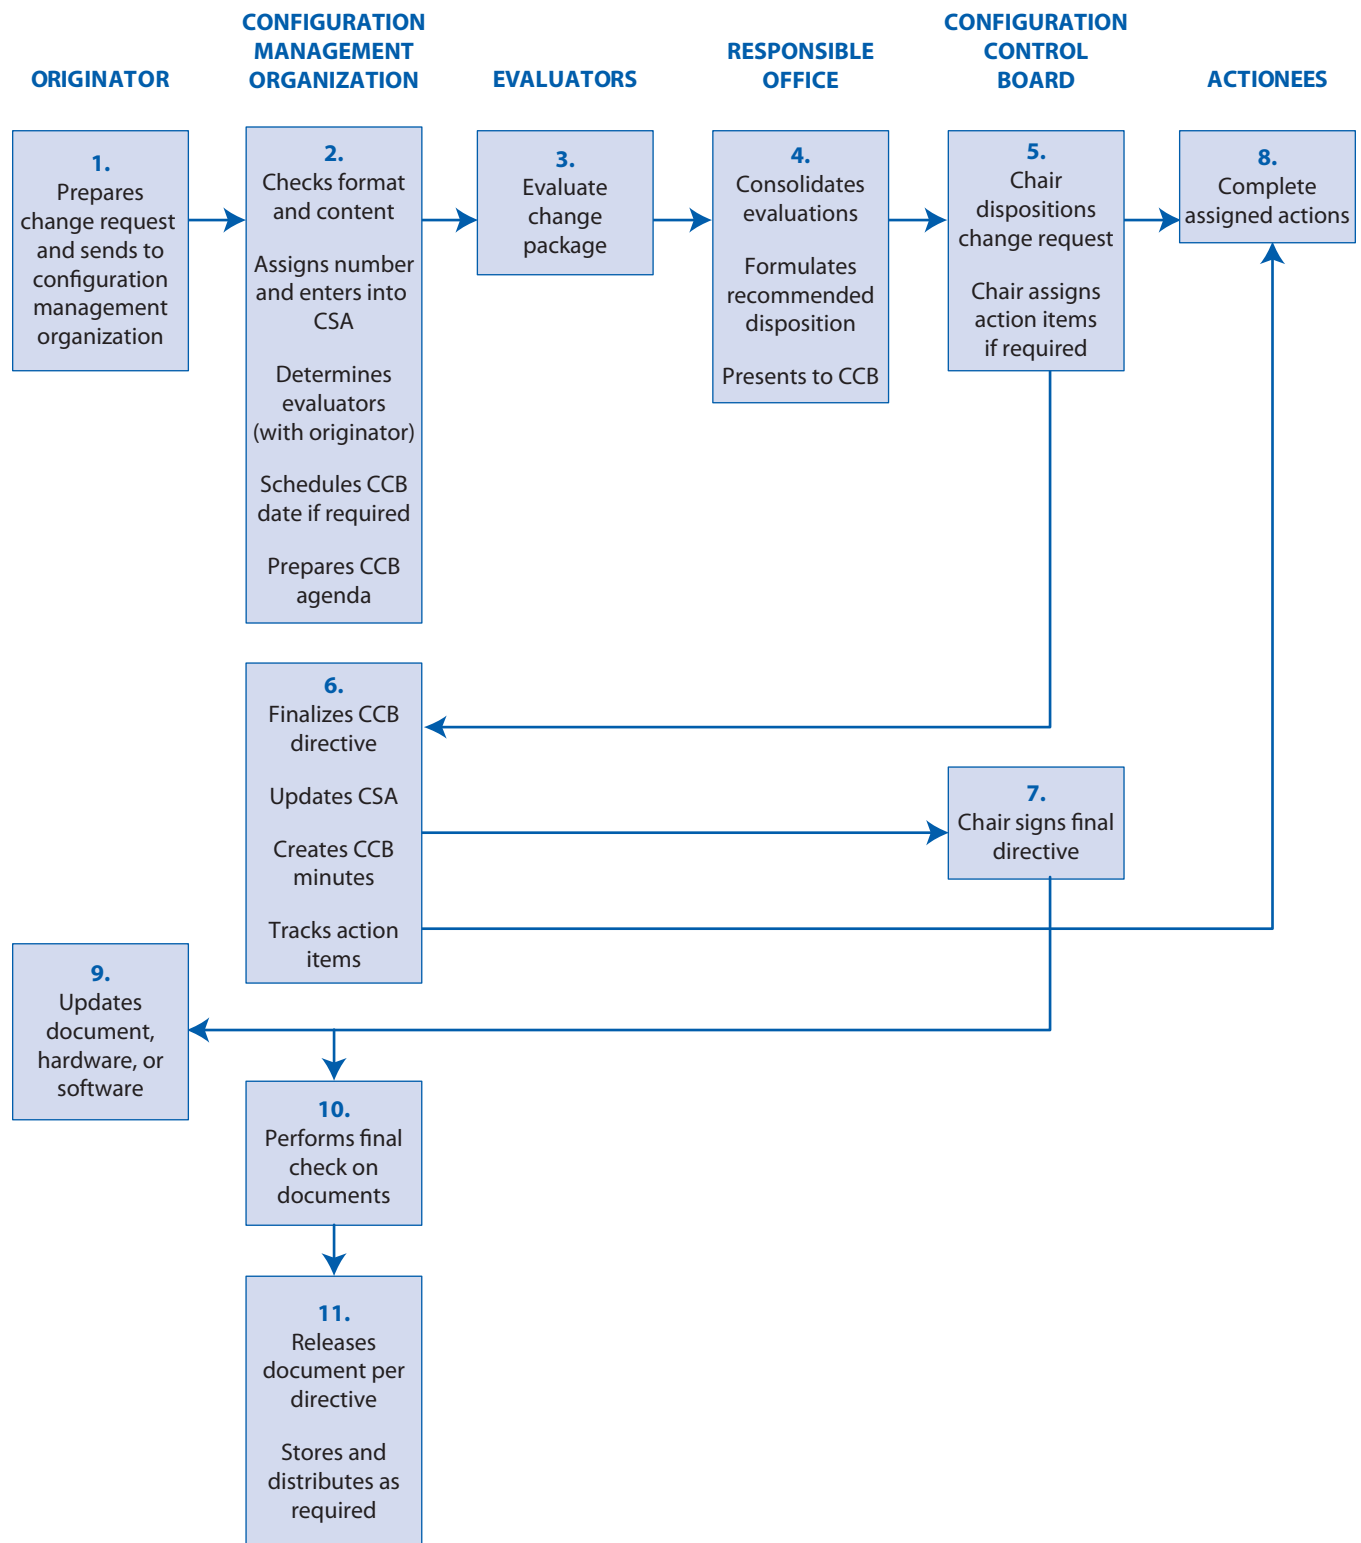 ORIGINATOR
CONFIGURATION
MANAGEMENT
ORGANIZATION
EVALUATORS
RESPONSIBLE
OFFICE
CONFIGURATION
CONTROL
BOARD
ACTIONEES
1.
Prepares
change request
and sends to
configuration
management
organization
2.
Checks format
and content
Assigns number
and enters into
CSA
Determines
evaluators
(with originator)
Schedules CCB
date if required
Prepares CCB
agenda
3.
Evaluate
change
package
4.
Consolidates
evaluations
Formulates
recommended
disposition
Presents to CCB
5.
Chair
dispositions
change request
Chair assigns
action items
if required
8.
Complete
assigned actions
6.
Finalizes CCB
directive
Updates CSA
Creates CCB
minutes
Tracks action
items
7.
Chair signs final
directive
9.
Updates
document,
hardware, or
software
10.
Performs final
check on
documents
11.
Releases
document per
directive
Stores and
distributes as
required